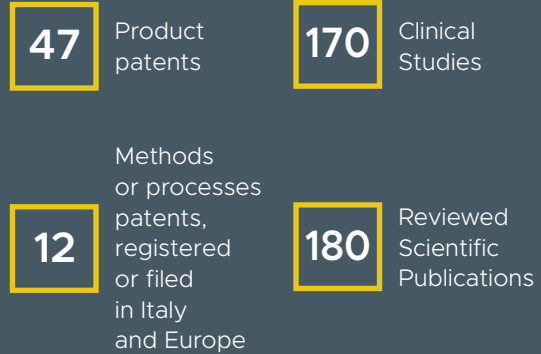 47
Product
patents
170
Clinical
Studies
12
Methods
or processes
patents,
registered
or filed
in Italy
and Europe
180
Reviewed
Scientific
Publications